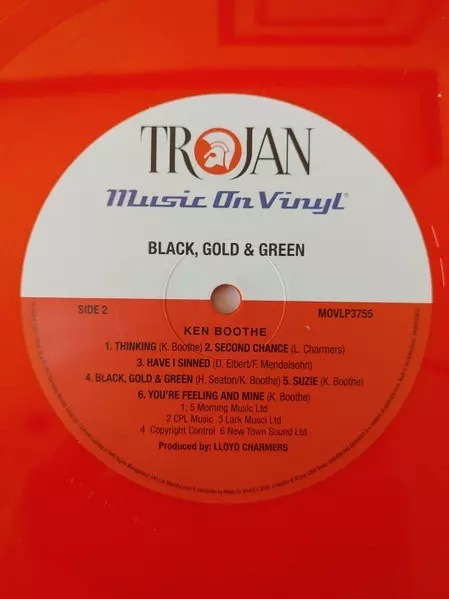 TROJAN
Music On Vinyl®
BLACK, GOLD & GREEN
SIDE 2
MOVLP3755
KEN BOOTHE
1. THINKING (K. Boothe) 2. SECOND CHANCE (L. Charmers)
3. HAVE I SINNED (D. Elbert/F. Mendelsohn)
4. BLACK, GOLD & GREEN (H. Seaton/K. Boothe) 5. SUZIE (K. Boothe)
6. YOU'RE FEELING AND MINE (K. Boothe)
1, 5 Morning Music Ltd
2 CPL Music 3 Lark Musci Ltd
4 Copyright Control 6 New Town Sound Ltd
Produced by: LLOYD CHARMERS